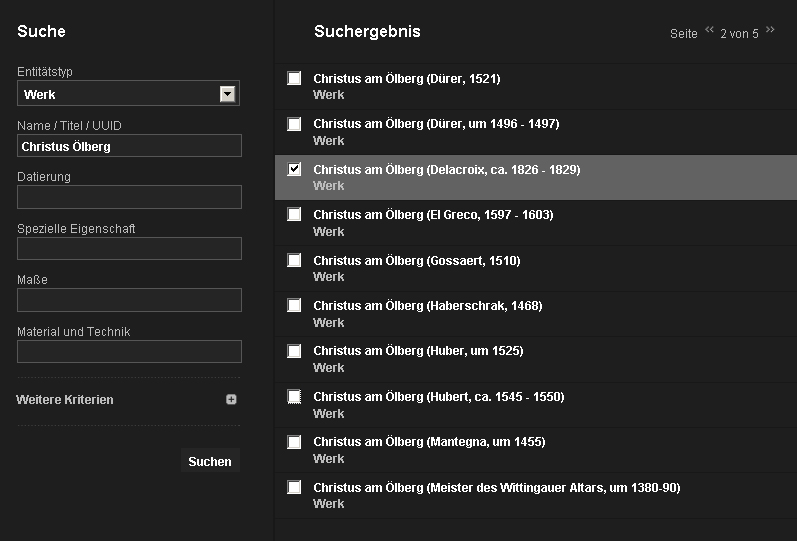 Suche
Entitätstyp
Werk
Name / Titel / UUID
Christus Ölberg
Datierung
Spezielle Eigenschaft
Maße
Material und Technik
Weitere Kriterien
Suchen
Suchergebnis
Seite « 2 von 5 »
Christus am Ölberg (Dürer, 1521)
Werk
Christus am Ölberg (Dürer, um 1496 - 1497)
Werk
Christus am Ölberg (Delacroix, ca. 1826 - 1829)
Werk
Christus am Ölberg (El Greco, 1597 - 1603)
Werk
Christus am Ölberg (Gossaert, 1510)
Werk
Christus am Ölberg (Haberschrak, 1468)
Werk
Christus am Ölberg (Huber, um 1525)
Werk
Christus am Ölberg (Hubert, ca. 1545 - 1550)
Werk
Christus am Ölberg (Mantegna, um 1455)
Werk
Christus am Ölberg (Meister des Wittingauer Altars, um 1380-90)
Werk